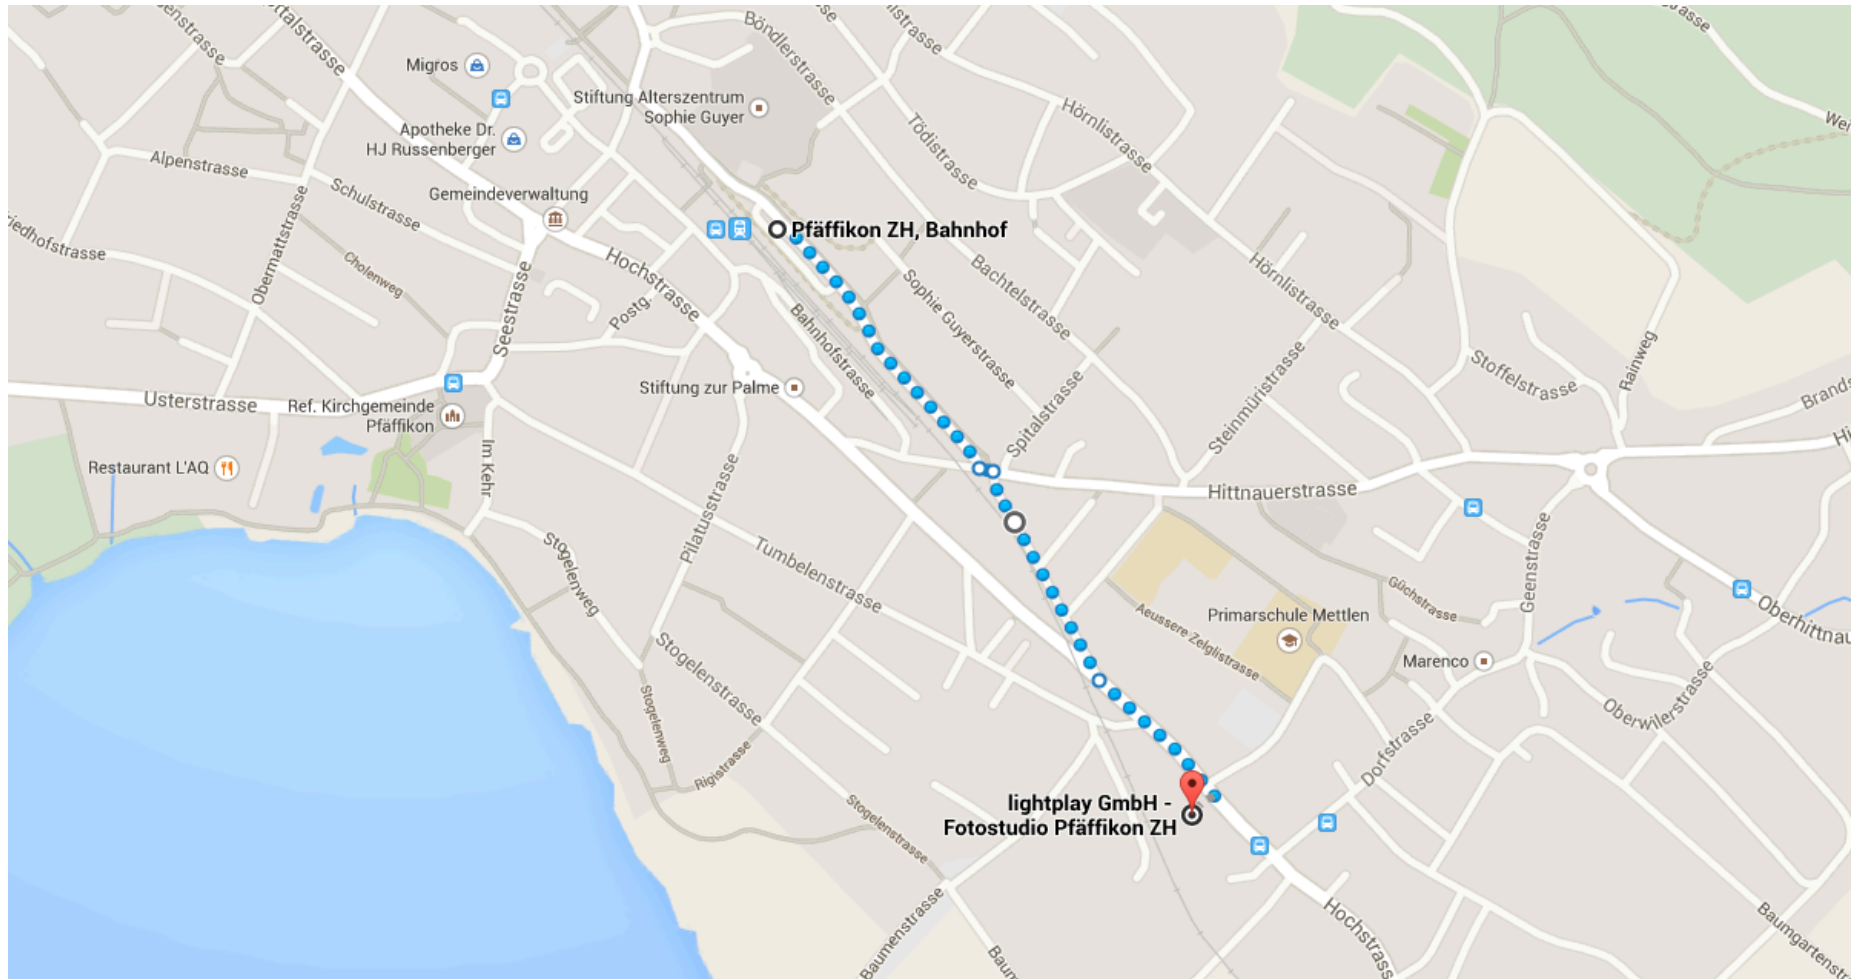 Migros
Stiftung Alterszentrum
Sophie Guyer
Apotheke Dr.
HJ Russenberger
Alpenstrasse
Schulstrasse
Gemeindeverwaltung
Obermattstrasse
Cholenweg
Seestrasse
Postg.
Hochstrasse
Böndlerstrasse
Tödistrasse
Hörnlistrasse
Pfäffikon ZH, Bahnhof
Bachtelstrasse
Sophie Guyerstrasse
Hörnlistrasse
Bahnhofstrasse
Stiftung zur Palme
Usterstrasse
Ref. Kirchgemeinde
Pfäffikon
Restaurant L'AQ
Im Kehr
Pilatusstrasse
Spitalstrasse
Steinmüristrasse
Stoffelstrasse
Rainweg
Hittnauerstrasse
Stogelenweg
Tumbelenstrasse
Geenstrasse
Güchstrasse
Primarschule Mettlen
Aeussere Zelglistrasse
Marenco
Oberhittnau
Oberwilerstrasse
Dorfstrasse
Stogelenstrasse
Stogelenweg
Rigistrasse
Stogelenstrasse
lightplay GmbH -
Fotostudio Pfäffikon ZH
Baumenstrasse
Baum
Hochstrass
Baumgartenstr